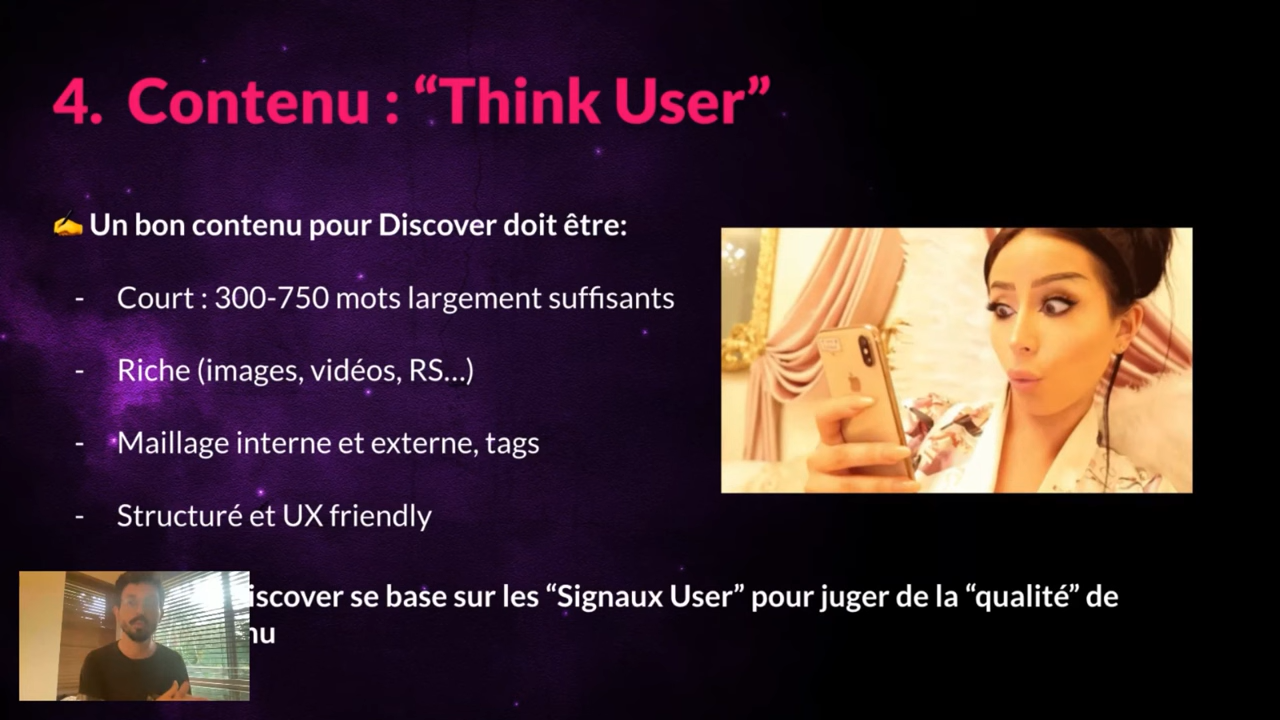 4. Contenu : “Think User”
✍️ Un bon contenu pour Discover doit être:
- Court : 300-750 mots largement suffisants
- Riche (images, vidéos, RS...)
- Maillage interne et externe, tags
- Structuré et UX friendly
iscover se base sur les “Signaux User” pour juger de la “qualité” de
nu